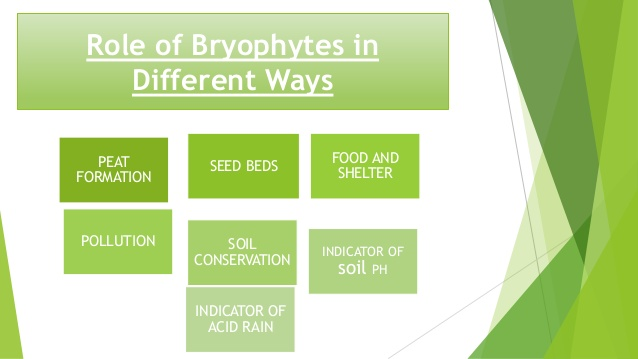 Role of Bryophytes in
Different Ways
PEAT
FORMATION
SEED BEDS
FOOD AND
SHELTER
POLLUTION
SOIL
CONSERVATION
INDICATOR OF
soil PH
INDICATOR OF
ACID RAIN